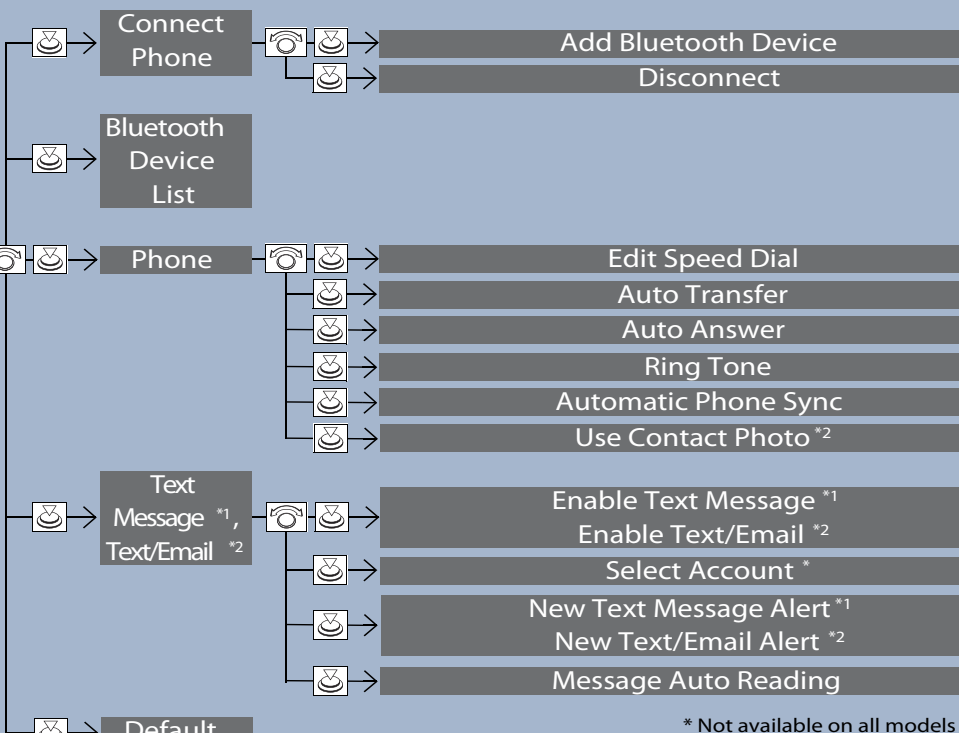 Connect
Phone
Add Bluetooth Device
Disconnect
Bluetooth
Device
List
Phone
Edit Speed Dial
Auto Transfer
Auto Answer
Ring Tone
Automatic Phone Sync
Use Contact Photo *2
Text
Message *1,
Text/Email *2
Enable Text Message *1
Enable Text/Email *2
Select Account *
New Text Message Alert *1
New Text/Email Alert *2
Message Auto Reading
Default
* Not available on all models